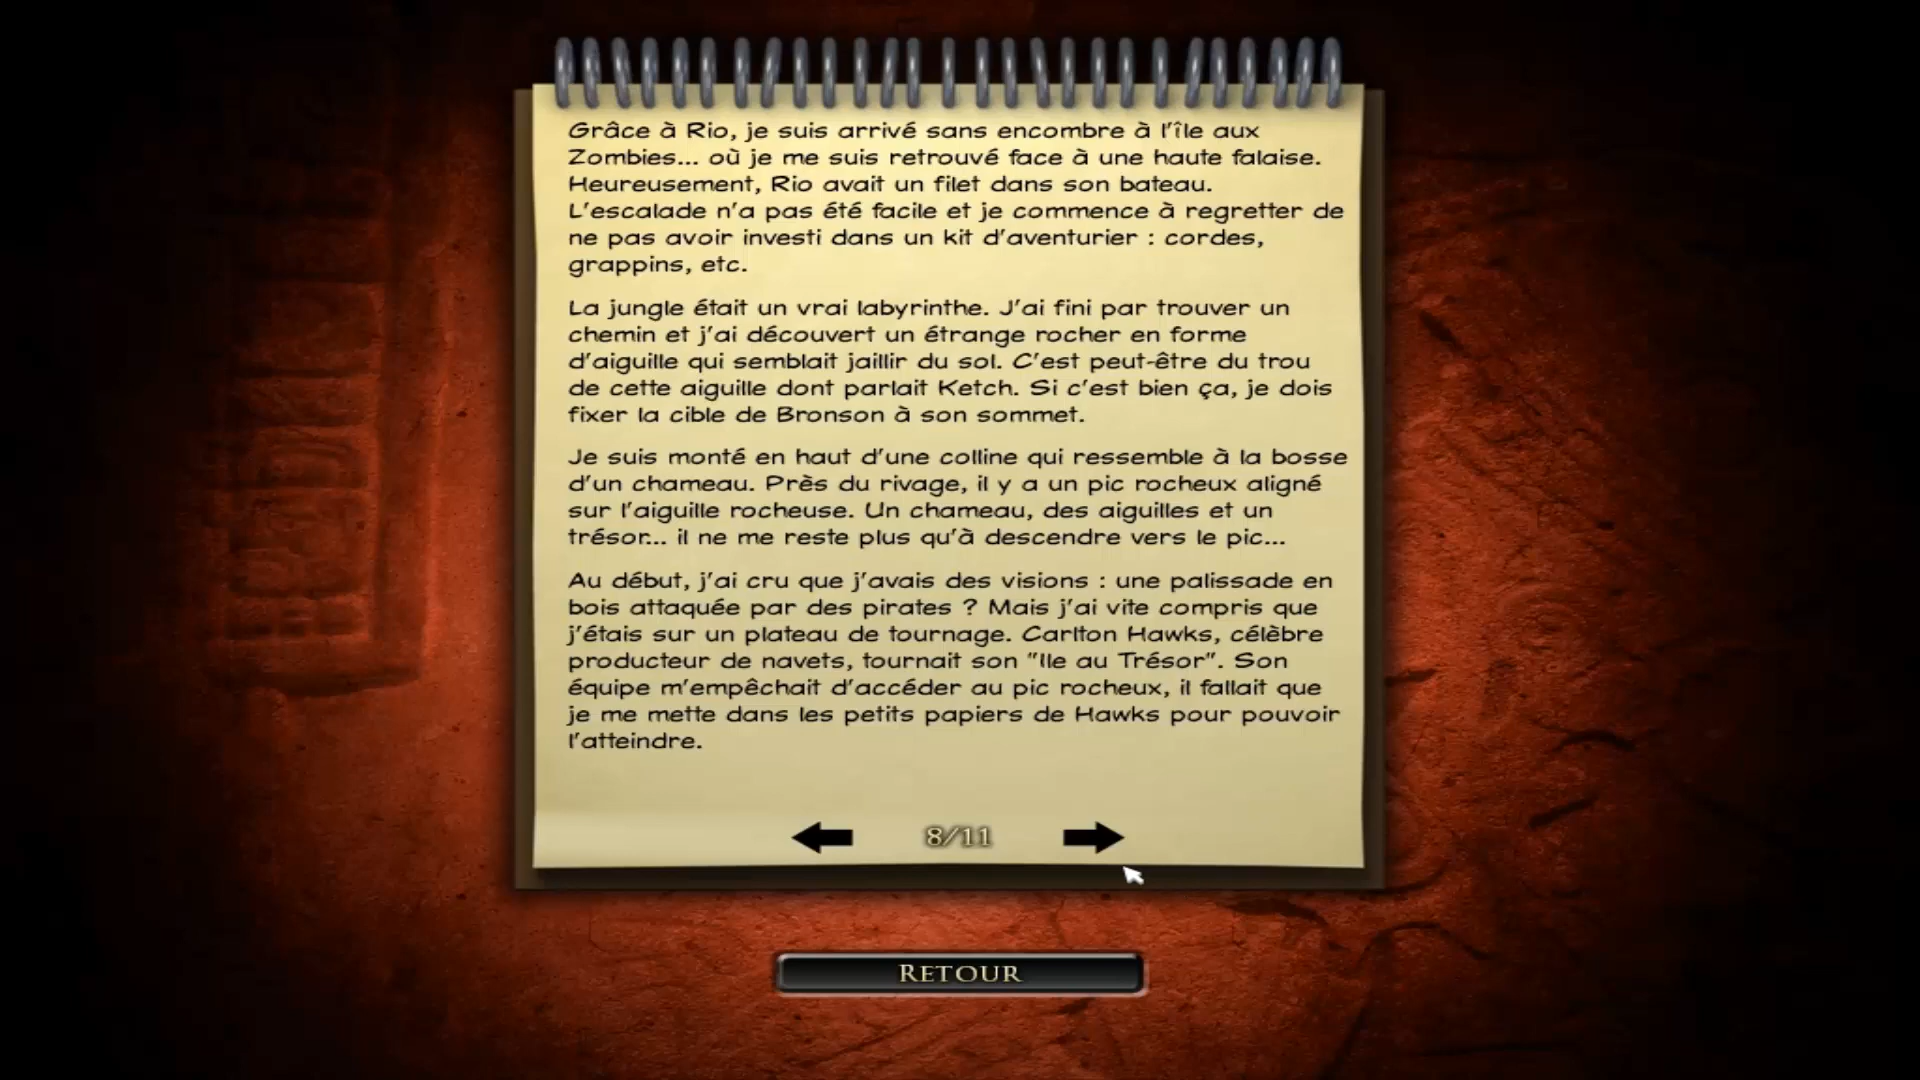 Grâce à Rio, je suis arrivé sans encombre à l'île aux
Zombies... où je me suis retrouvé face à une haute falaise.
Heureusement, Rio avait un filet dans son bateau.
L'escalade n'a pas été facile et je commence à regretter de
ne pas avoir investi dans un kit d'aventurier : cordes,
grappins, etc.
La jungle était un vrai labyrinthe. J'ai fini par trouver un
chemin et j'ai découvert un étrange rocher en forme
d'aiguille qui semblait jaillir du sol. C'est peut-être du trou
de cette aiguille dont parlait Ketch. Si c'est bien ça, je dois
fixer la cible de Bronson à son sommet.
Je suis monté en haut d'une colline qui ressemble à la bosse
d'un chameau. Près du rivage, il y a un pic rocheux aligné
sur l'aiguille rocheuse. Un chameau, des aiguilles et un
trésor... il ne me reste plus qu'à descendre vers le pic...
Au début, j'ai cru que j'avais des visions : une palissade en
bois attaquée par des pirates ? Mais j'ai vite compris que
j'étais sur un plateau de tournage. Carlton Hawks, célèbre
producteur de navets, tournait son "Ile au Trésor". Son
équipe m'empêchait d'accéder au pic rocheux, il fallait que
je me mette dans les petits papiers de Hawks pour pouvoir
l'atteindre.
8/11
RETOUR